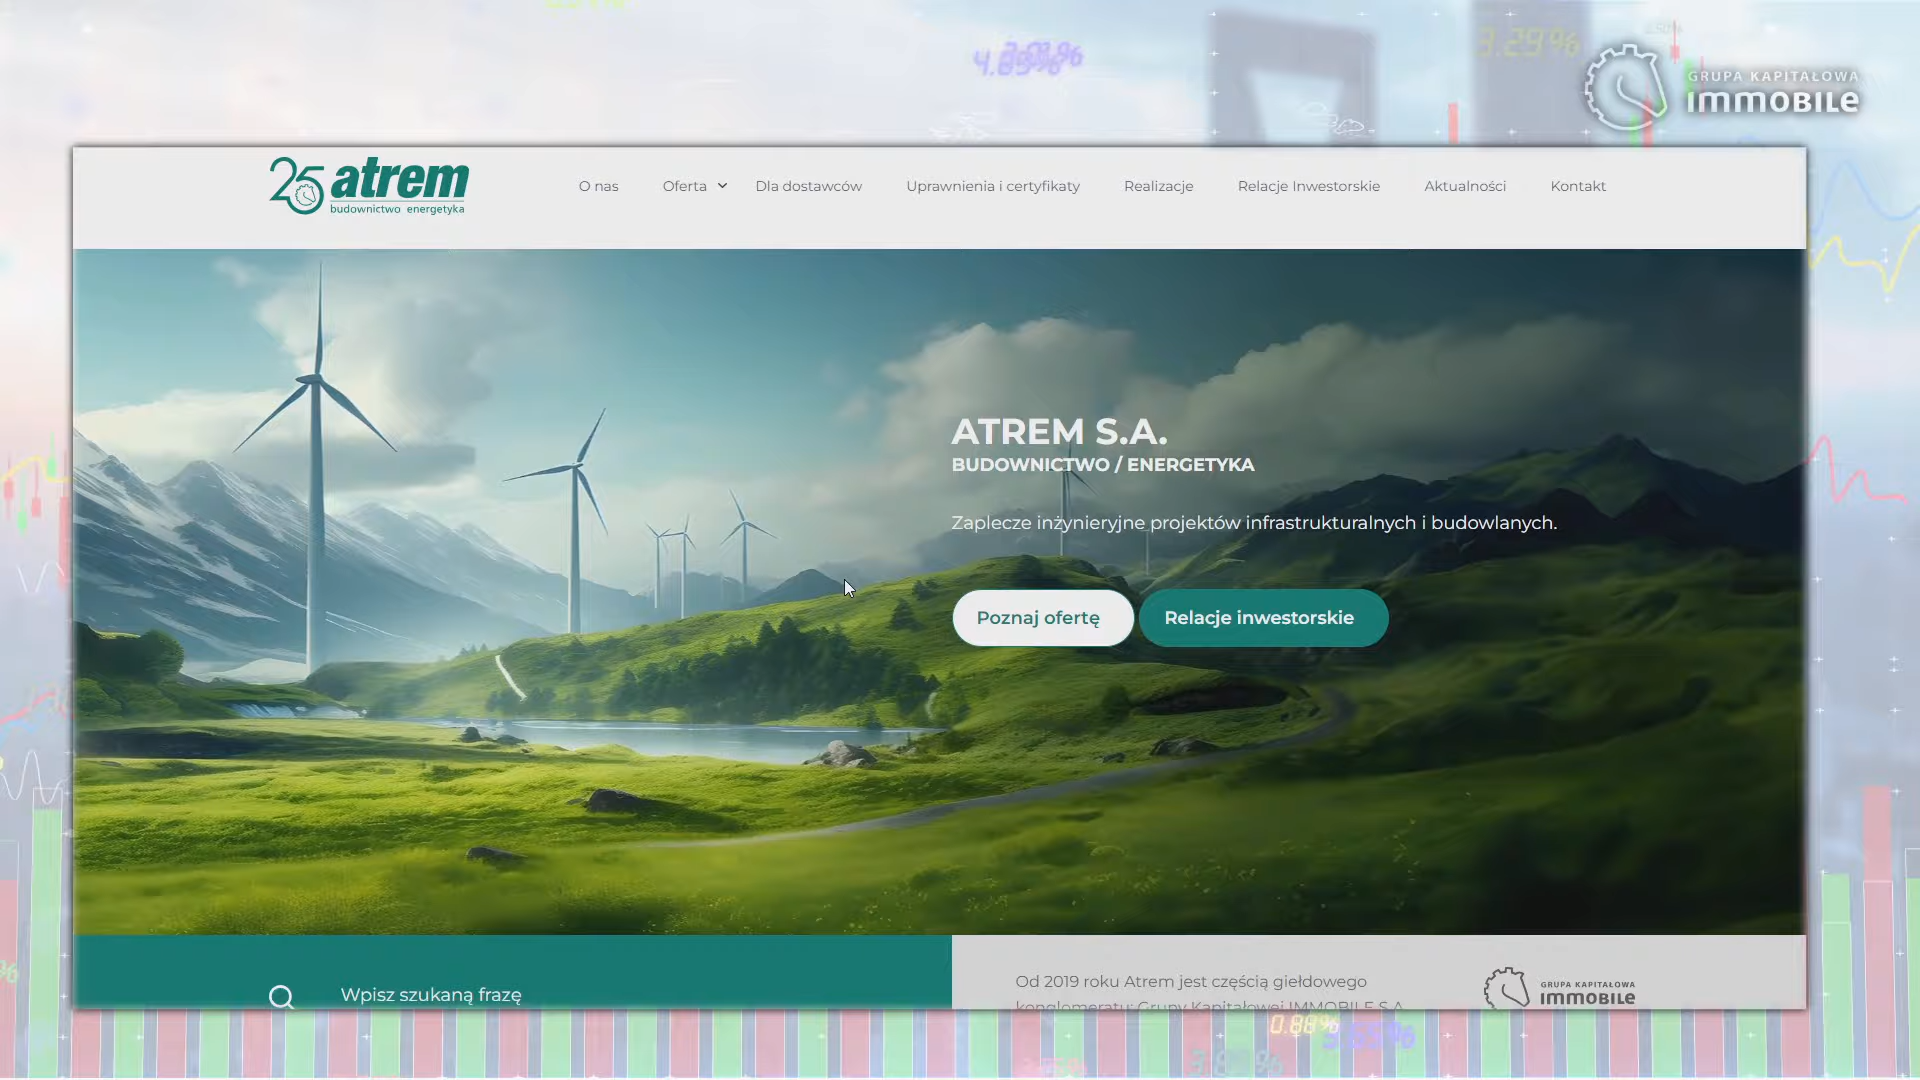 3.29%
GRUPA KAPITAŁOWA
IMMOBILE
25 atrem
budownictwo energetyka
O nas
Oferta
Dla dostawców
Uprawnienia i certyfikaty
Realizacje
Relacje Inwestorskie
Aktualności
Kontakt
ATREM S.A.
BUDOWNICTWO / ENERGETYKA
Zaplecze inżynieryjne projektów infrastrukturalnych i budowlanych.
Poznaj ofertę
Relacje inwestorskie
Wpisz szukaną frazę
Od 2019 roku Atrem jest częścią giełdowego
konglomeratu: Grupy Kapitałowej IMMOBILE S.A.
GRUPA KAPITAŁOWA
IMMOBILE
0.88%